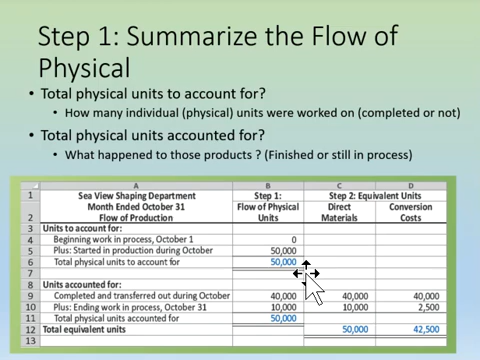 Step 1: Summarize the Flow of
Physical
• Total physical units to account for?
• How many individual (physical) units were worked on (completed or not)
• Total physical units accounted for?
• What happened to those products ? (Finished or still in process)
A B C D
1 Sea View Shaping Department Step 1: Step 2: Equivalent Units
Month Ended October 31 Flow of Physical Direct Conversion
2 Flow of Production Units Materials Costs
3 Units to account for:
4 Beginning work in process, October 1 0
5 Plus: Started in production during October 50,000
6 Total physical units to account for 50,000
7
8 Units accounted for:
9 Completed and transferred out during October 40,000 40,000 40,000
10 Plus: Ending work in process, October 31 10,000 10,000 2,500
11 Total physical units accounted for 50,000
12 Total equivalent units 50,000 42,500
13